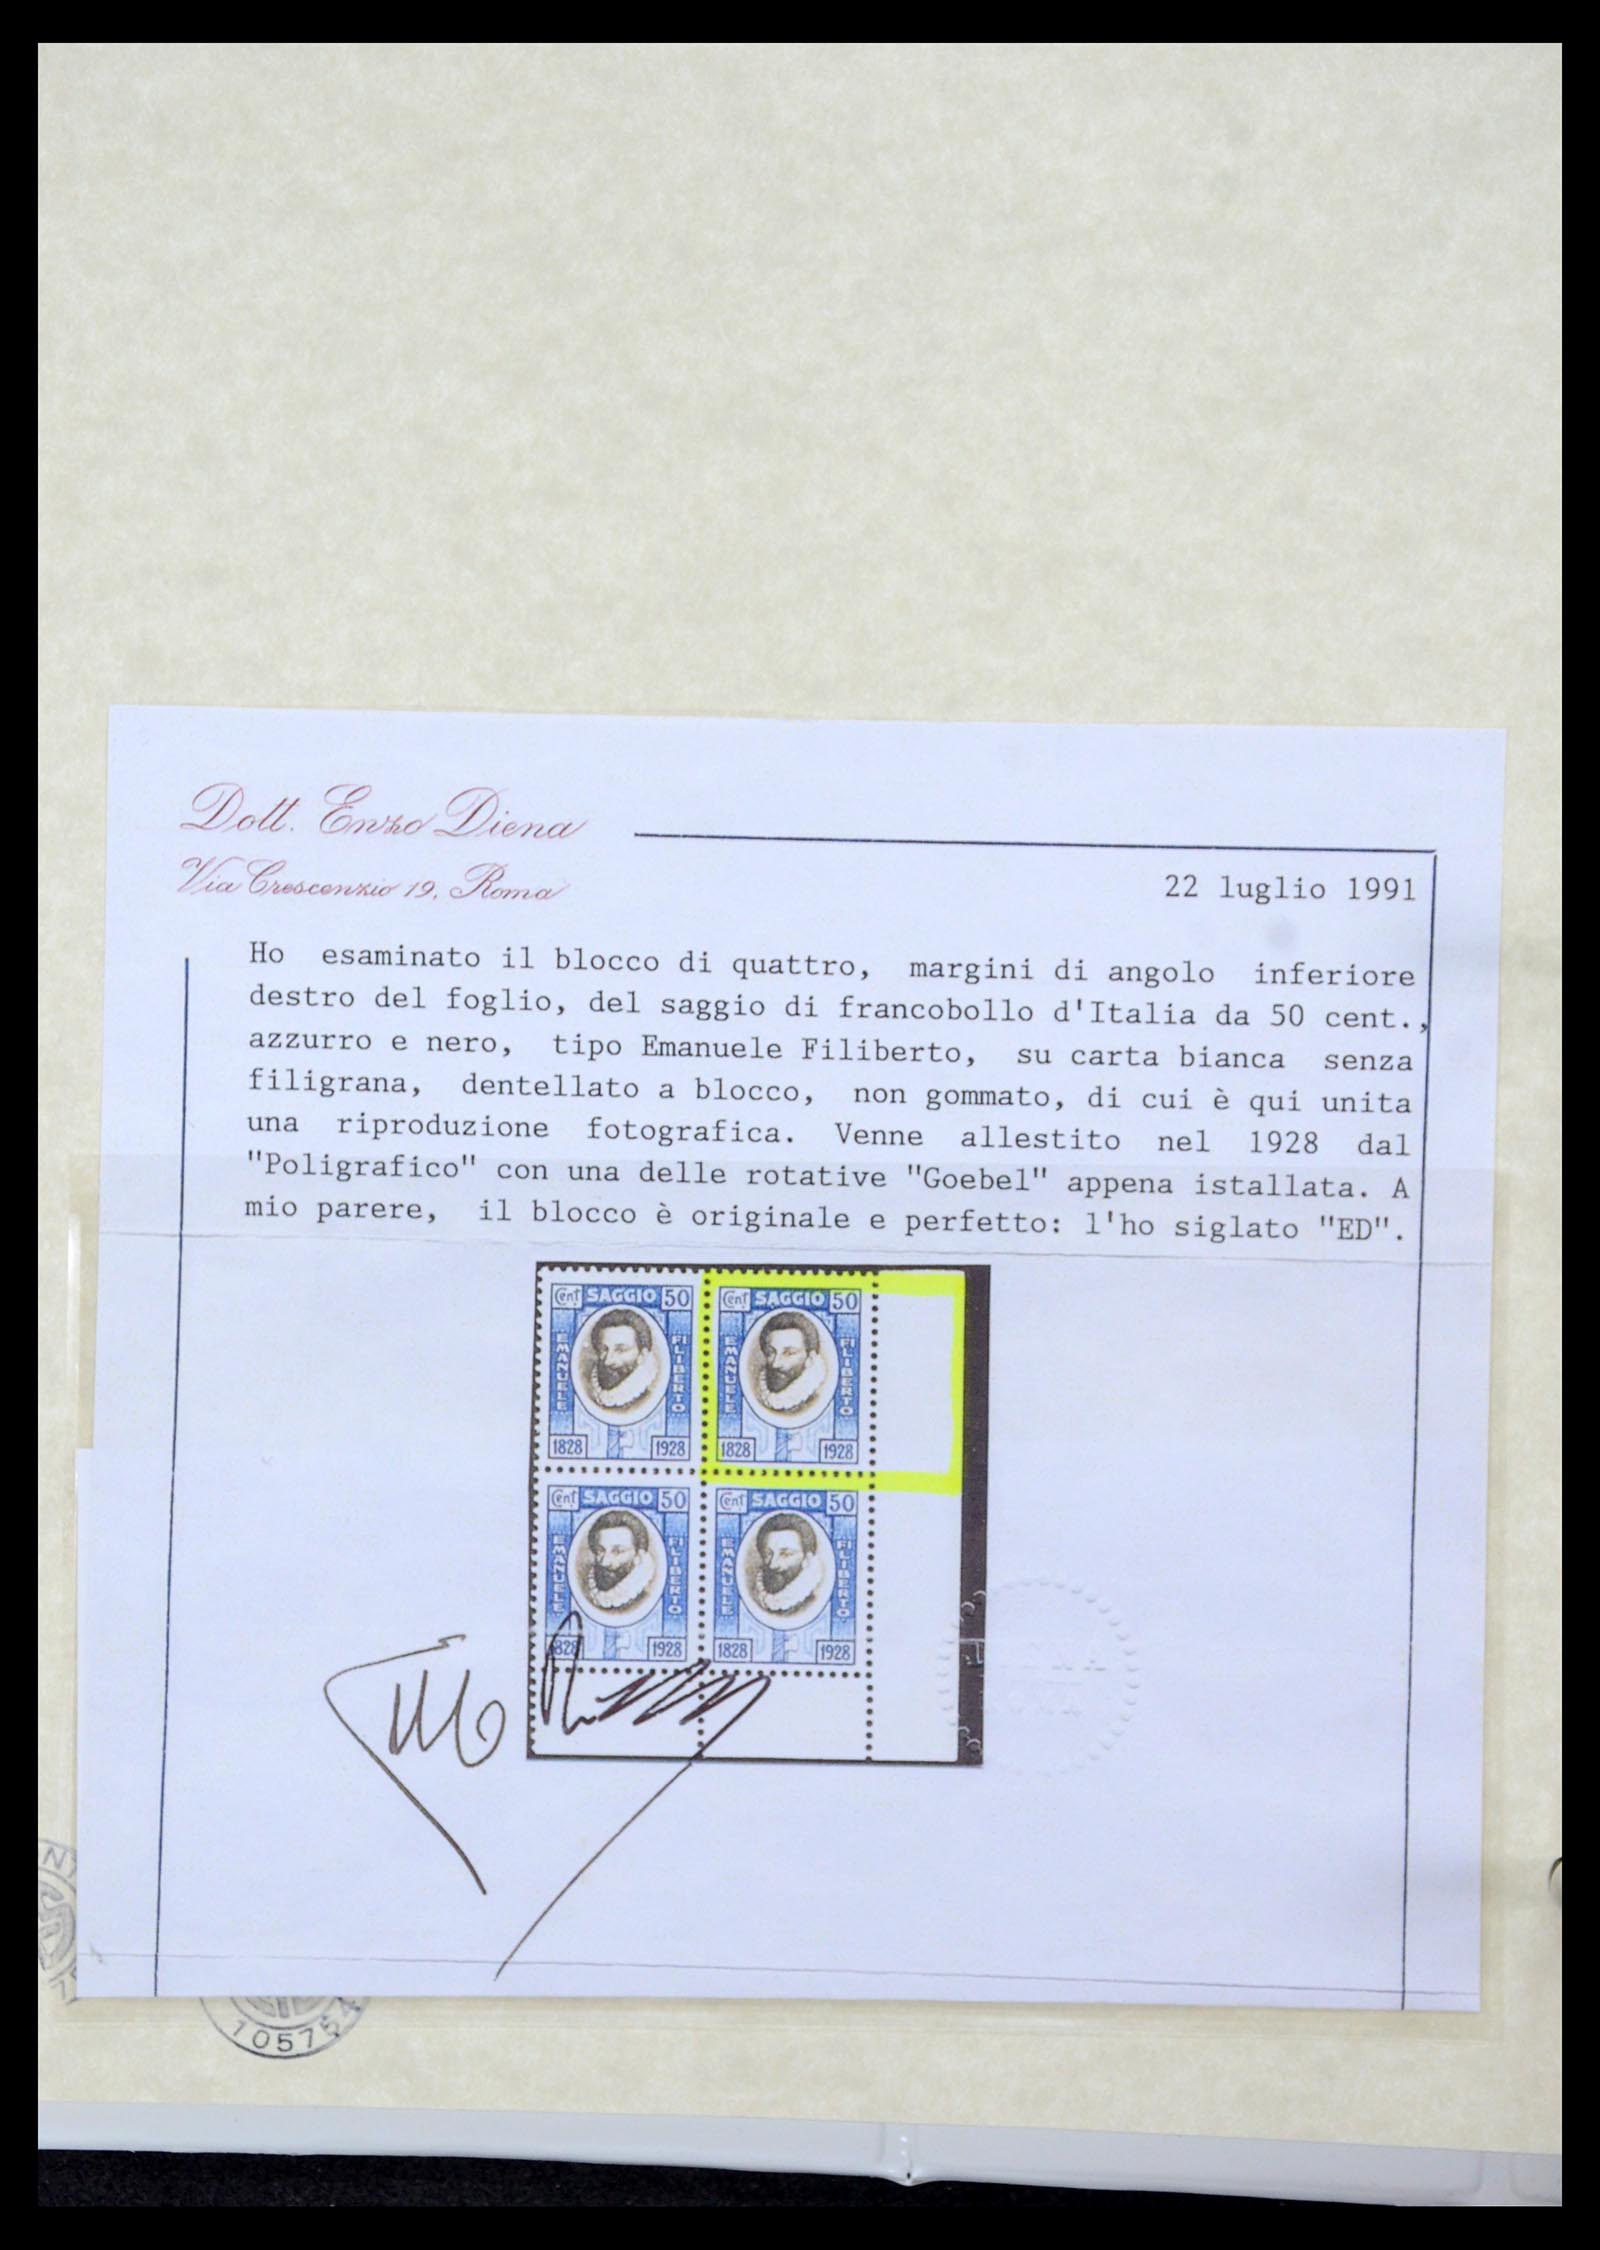 Dott. Enzo Diena
Via Crescenzio 19, Roma
22 luglio 1991
Ho esaminato il blocco di quattro, margini di angolo inferiore
destro del foglio, del saggio di francobollo d'Italia da 50 cent.,
azzurro e nero, tipo Emanuele Filiberto, su carta bianca senza
filigrana, dentellato a blocco, non gommato, di cui è qui unita
una riproduzione fotografica. Venne allestito nel 1928 dal
"Poligrafico" con una delle rotative "Goebel" appena istallata. A
mio parere, il blocco è originale e perfetto: l'ho siglato "ED".
Cent SAGGIO 50
EMANUELE
FILIBERTO
1828 1928
Cent SAGGIO 50
EMANUELE
FILIBERTO
1828 1928
Cent SAGGIO 50
EMANUELE
FILIBERTO
1828 1928
Cent SAGGIO 50
EMANUELE
FILIBERTO
1828 1928